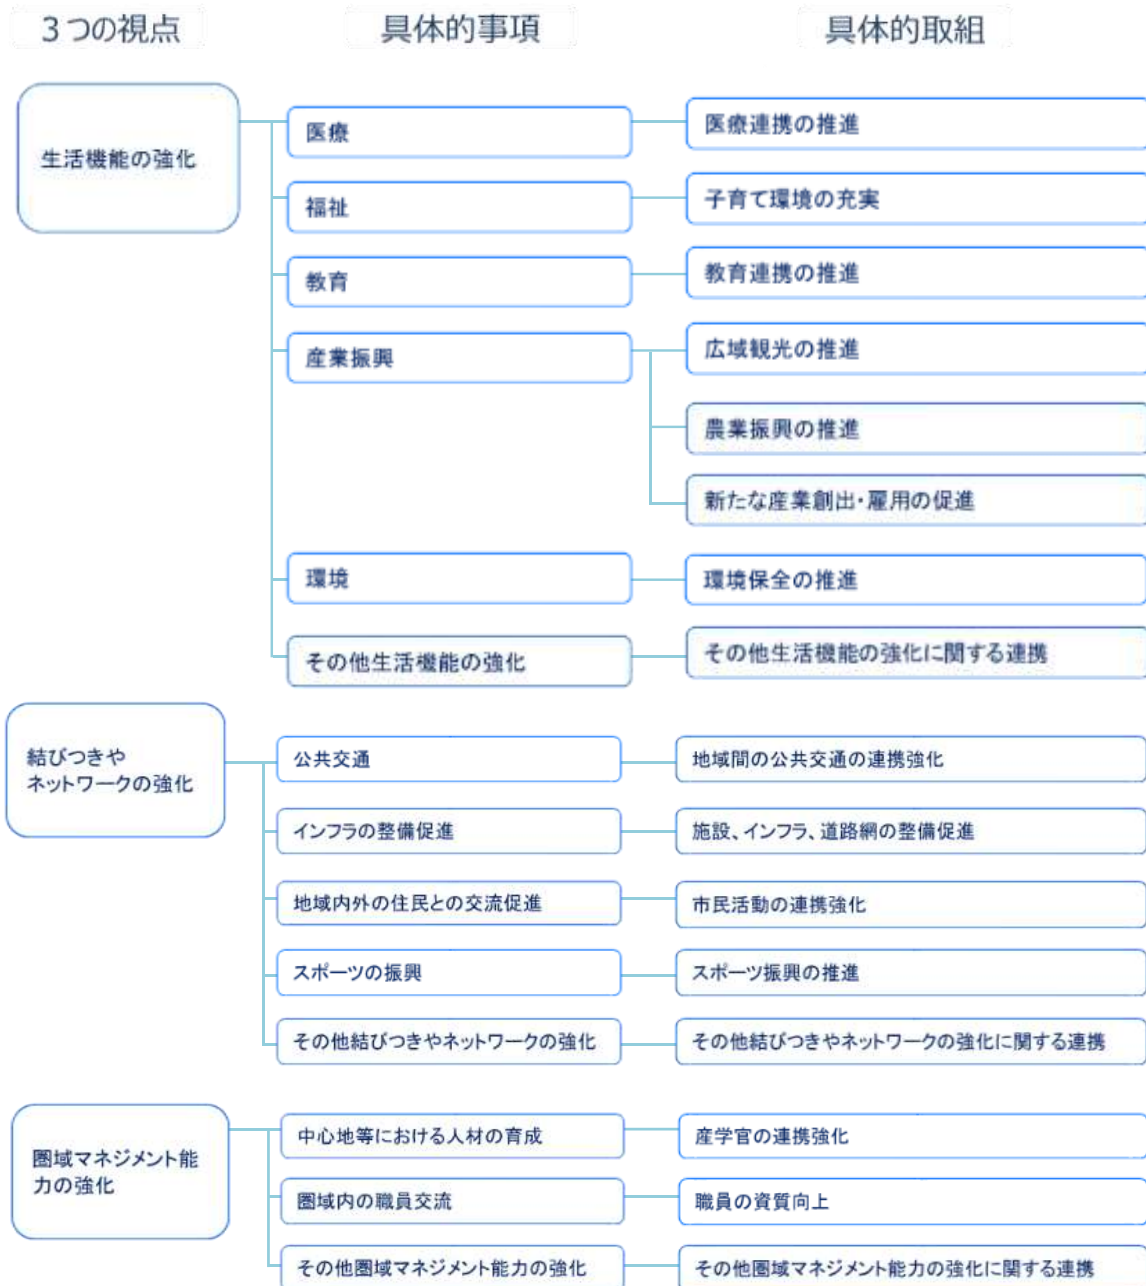 3つの視点
具体的事項
具体的取組
生活機能の強化
医療
医療連携の推進
福祉
子育て環境の充実
教育
教育連携の推進
産業振興
広域観光の推進
農業振興の推進
新たな産業創出・雇用の促進
環境
環境保全の推進
その他生活機能の強化
その他生活機能の強化に関する連携
結びつきや
ネットワークの強化
公共交通
地域間の公共交通の連携強化
インフラの整備促進
施設、インフラ、道路網の整備促進
地域内外の住民との交流促進
市民活動の連携強化
スポーツの振興
スポーツ振興の推進
その他結びつきやネットワークの強化
その他結びつきやネットワークの強化に関する連携
圏域マネジメント能
力の強化
中心地等における人材の育成
産学官の連携強化
圏域内の職員交流
職員の資質向上
その他圏域マネジメント能力の強化
その他圏域マネジメント能力の強化に関する連携